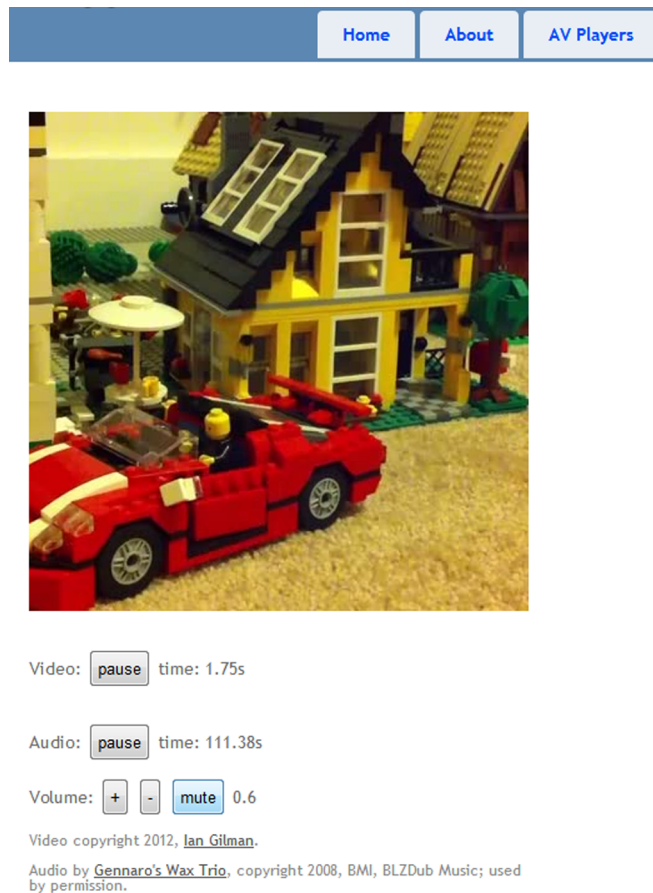 Home About AV Players
Video: pause time: 1.75s
Audio: pause time: 111.38s
Volume: + - mute 0.6
Video copyright 2012, Ian Gilman.
Audio by Gennaro's Wax Trio, copyright 2008, BMI, BLZDub Music; used
by permission.